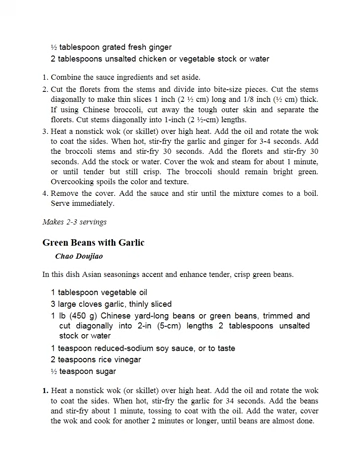 ½ tablespoon grated fresh ginger
2 tablespoons unsalted chicken or vegetable stock or water
1. Combine the sauce ingredients and set aside.
2. Cut the florets from the stems and divide into bite-size pieces. Cut the stems
diagonally to make thin slices 1 inch (2 ½ cm) long and 1/8 inch (½ cm) thick.
If using Chinese broccoli, cut away the tough outer skin and separate the
florets. Cut stems diagonally into 1-inch (2 ½-cm) lengths.
3. Heat a nonstick wok (or skillet) over high heat. Add the oil and rotate the wok
to coat the sides. When hot, stir-fry the garlic and ginger for 3-4 seconds. Add
the broccoli stems and stir-fry 30 seconds. Add the florets and stir-fry 30
seconds. Add the stock or water. Cover the wok and steam for about 1 minute,
or until tender but still crisp. The broccoli should remain bright green.
Overcooking spoils the color and texture.
4. Remove the cover. Add the sauce and stir until the mixture comes to a boil.
Serve immediately.
Makes 2-3 servings
Green Beans with Garlic
Chao Doujiao
In this dish Asian seasonings accent and enhance tender, crisp green beans.
1 tablespoon vegetable oil
3 large cloves garlic, thinly sliced
1 lb (450 g) Chinese yard-long beans or green beans, trimmed and
cut diagonally into 2-in (5-cm) lengths 2 tablespoons unsalted
stock or water
1 teaspoon reduced-sodium soy sauce, or to taste
2 teaspoons rice vinegar
½ teaspoon sugar
1. Heat a nonstick wok (or skillet) over high heat. Add the oil and rotate the wok
to coat the sides. When hot, stir-fry the garlic for 34 seconds. Add the beans
and stir-fry about 1 minute, tossing to coat with the oil. Add the water, cover
the wok and cook for another 2 minutes or longer, until beans are almost done.